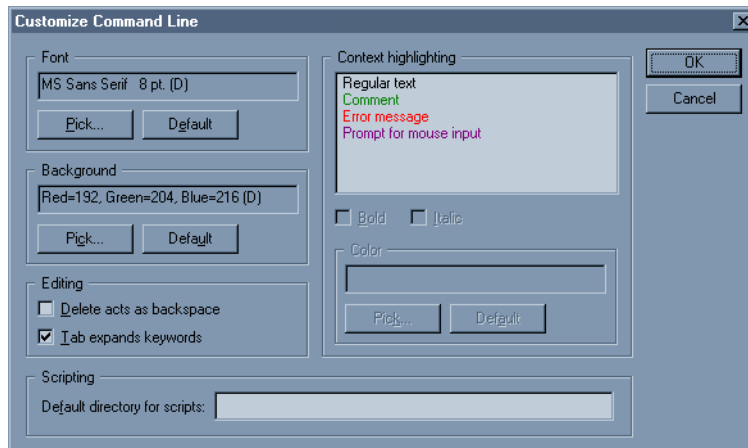 Customize Command Line
Font
MS Sans Serif 8 pt. (D)
Pick... Default
Background
Red=192, Green=204, Blue=216 (D)
Pick... Default
Editing
Delete acts as backspace
Tab expands keywords
Context highlighting
Regular text
Comment
Error message
Prompt for mouse input
Bold Italic
Color
Pick... Default
OK
Cancel
Scripting
Default directory for scripts: